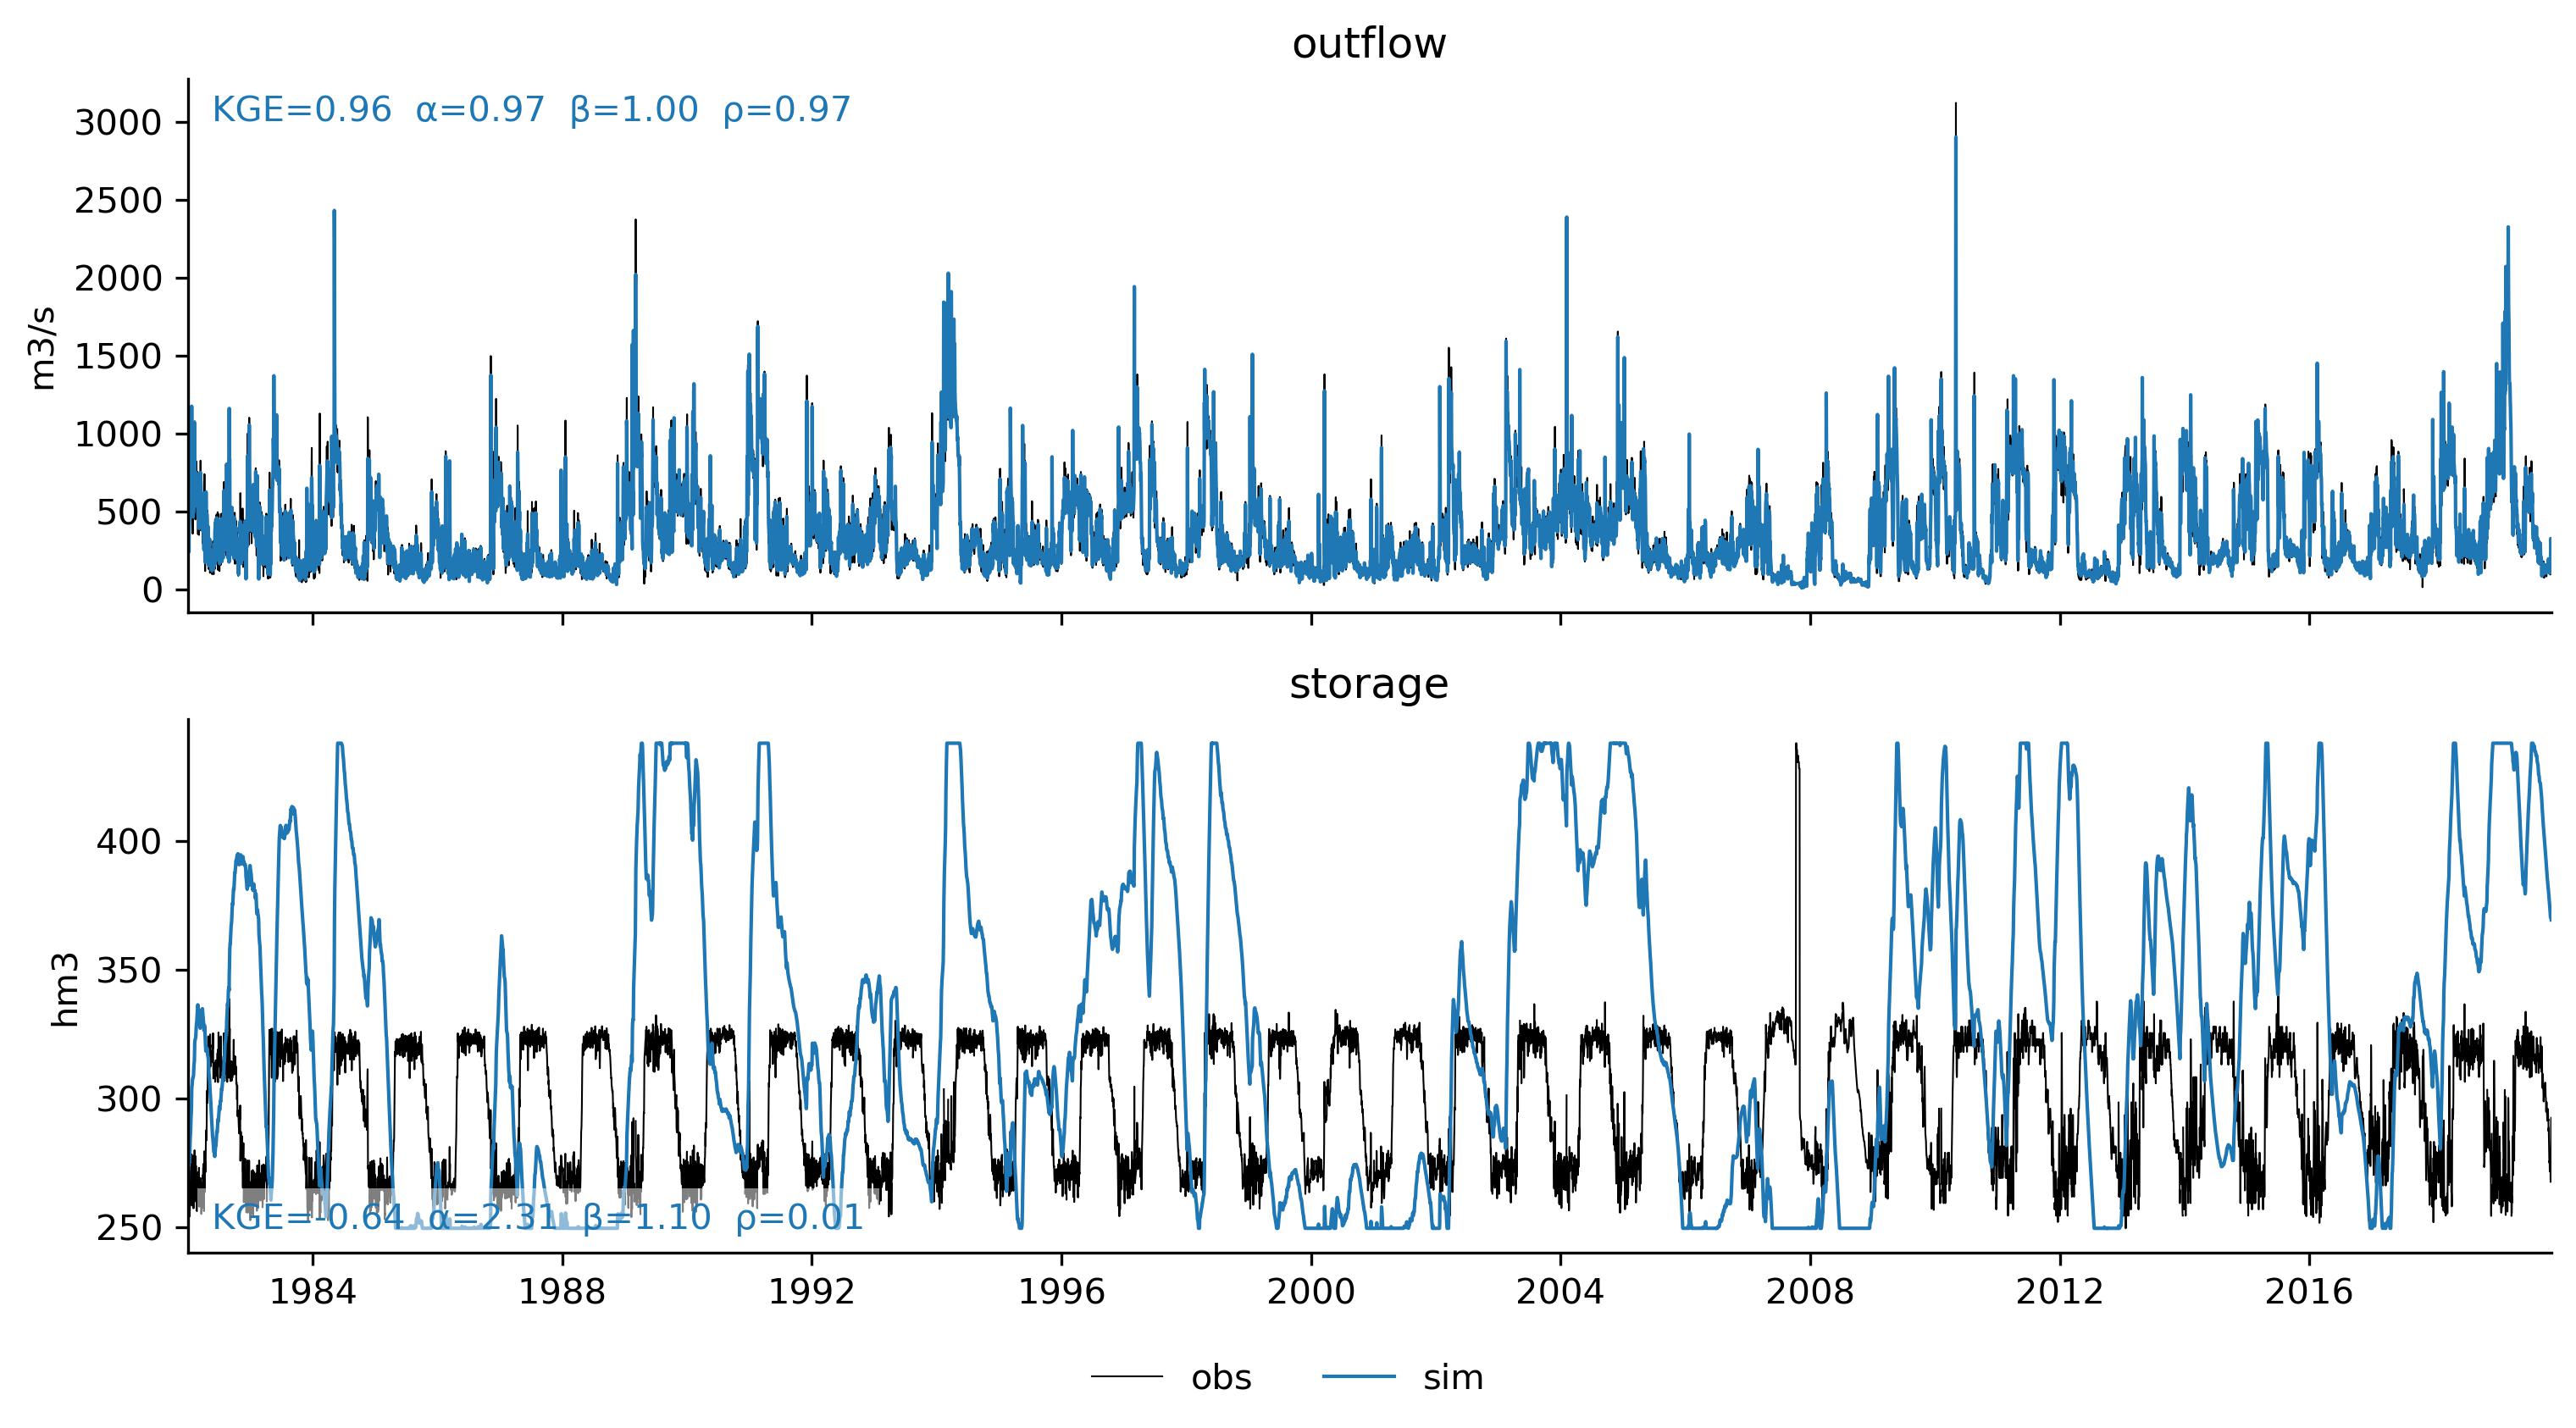 outflow
KGE=0.96 α=0.97 β=1.00 ρ=0.97
3000
2500
2000
1500
1000
500
0
m3/s
storage
400
350
300
250
hm3
KGE=-0.64 α=2.31 β=1.10 ρ=0.01
1984 1988 1992 1996 2000 2004 2008 2012 2016
obs sim